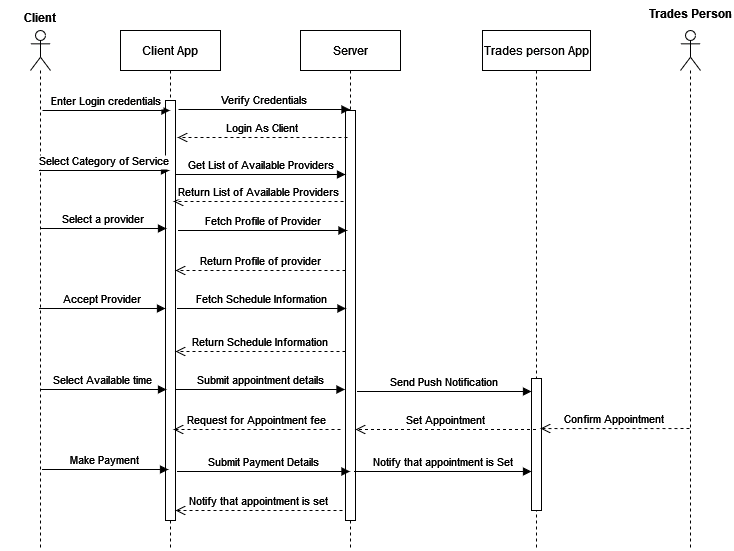 Client
Trades Person
Client App
Server
Trades person App
Enter Login credentials
Verify Credentials
Login As Client
Select Category of Service
Get List of Available Providers
Return List of Available Providers
Select a provider
Fetch Profile of Provider
Return Profile of provider
Accept Provider
Fetch Schedule Information
Return Schedule Information
Select Available time
Submit appointment details
Send Push Notification
Request for Appointment fee
Set Appointment
Confirm Appointment
Make Payment
Submit Payment Details
Notify that appointment is Set
Notify that appointment is set